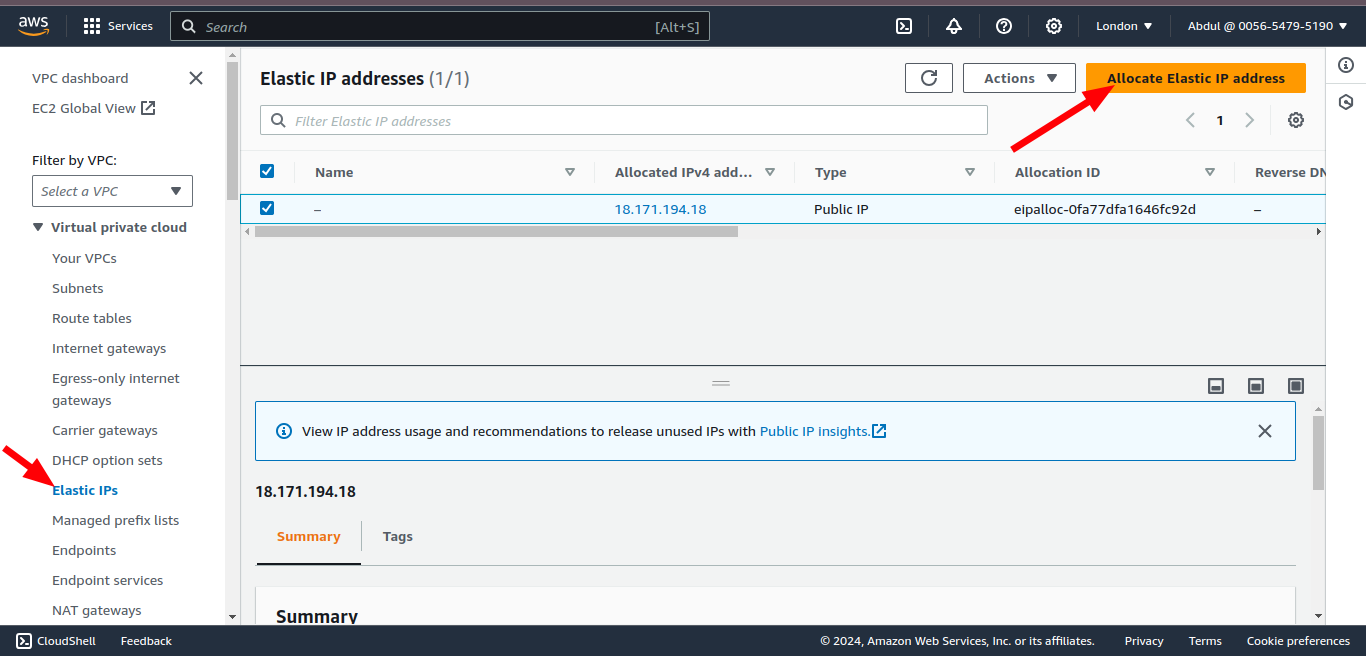 aws
Services
Search [Alt+S]
London
Abdul @ 0056-5479-5190
VPC dashboard
EC2 Global View
Filter by VPC:
Select a VPC
Virtual private cloud
Your VPCs
Subnets
Route tables
Internet gateways
Egress-only internet
gateways
Carrier gateways
DHCP option sets
Elastic IPs
Managed prefix lists
Endpoints
Endpoint services
NAT gateways
Elastic IP addresses (1/1)
Actions
Allocate Elastic IP address
Filter Elastic IP addresses
1
Name Allocated IPv4 add... Type Allocation ID Reverse DN
– 18.171.194.18 Public IP eipalloc-0fa77dfa1646fc92d –
View IP address usage and recommendations to release unused IPs with Public IP insights.
18.171.194.18
Summary Tags
Summary
CloudShell Feedback © 2024, Amazon Web Services, Inc. or its affiliates. Privacy Terms Cookie preferences